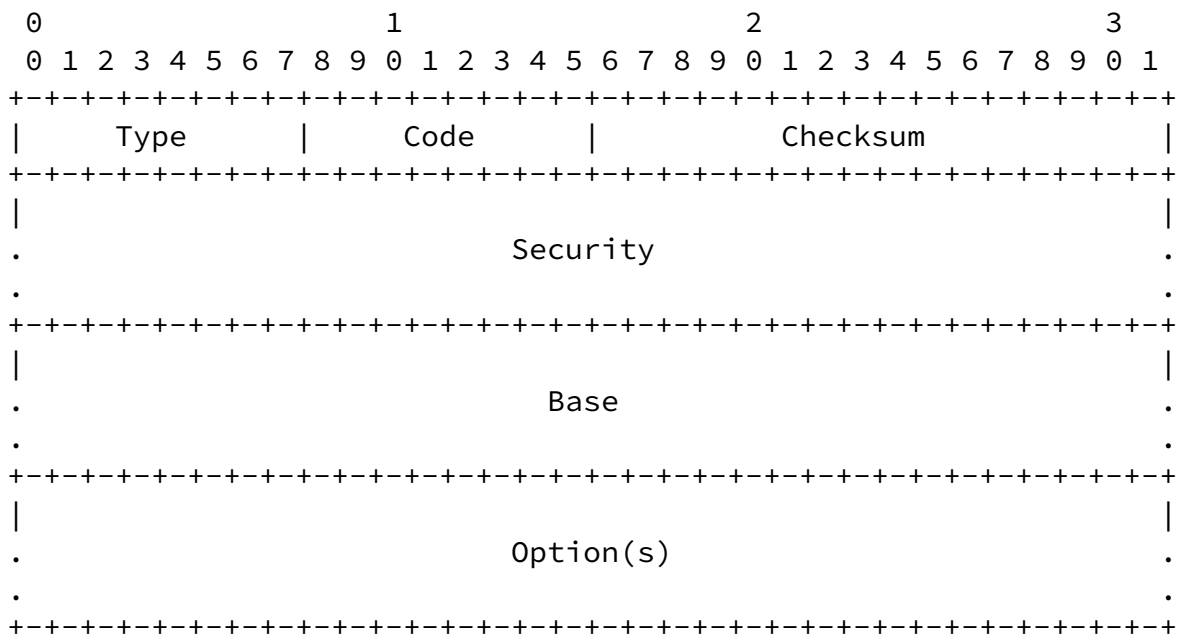 0                   1                   2                   3
 0 1 2 3 4 5 6 7 8 9 0 1 2 3 4 5 6 7 8 9 0 1 2 3 4 5 6 7 8 9 0 1
+-+-+-+-+-+-+-+-+-+-+-+-+-+-+-+-+-+-+-+-+-+-+-+-+-+-+-+-+-+-+-+-+
|     Type      |     Code      |          Checksum             |
+-+-+-+-+-+-+-+-+-+-+-+-+-+-+-+-+-+-+-+-+-+-+-+-+-+-+-+-+-+-+-+-+
|                                                               |
.                           Security                            .
.                                                               .
+-+-+-+-+-+-+-+-+-+-+-+-+-+-+-+-+-+-+-+-+-+-+-+-+-+-+-+-+-+-+-+-+
|                                                               |
.                             Base                              .
.                                                               .
+-+-+-+-+-+-+-+-+-+-+-+-+-+-+-+-+-+-+-+-+-+-+-+-+-+-+-+-+-+-+-+-+
|                                                               |
.                           Option(s)                           .
.                                                               .
+-+-+-+-+-+-+-+-+-+-+-+-+-+-+-+-+-+-+-+-+-+-+-+-+-+-+-+-+-+-+-+-+